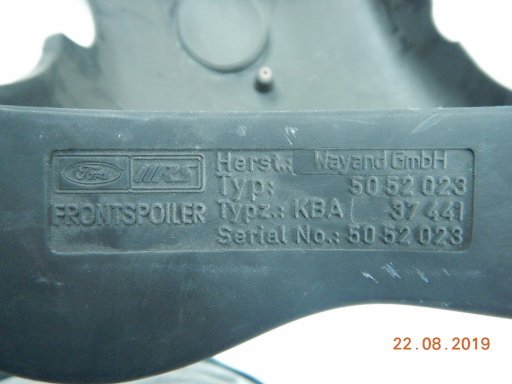 Ford RS Herst.: Wayand GmbH
Typ: 50 52 023
FRONTSPOILER Typz.: KBA 37 441
Serial No.: 50 52 023
22.08.2019